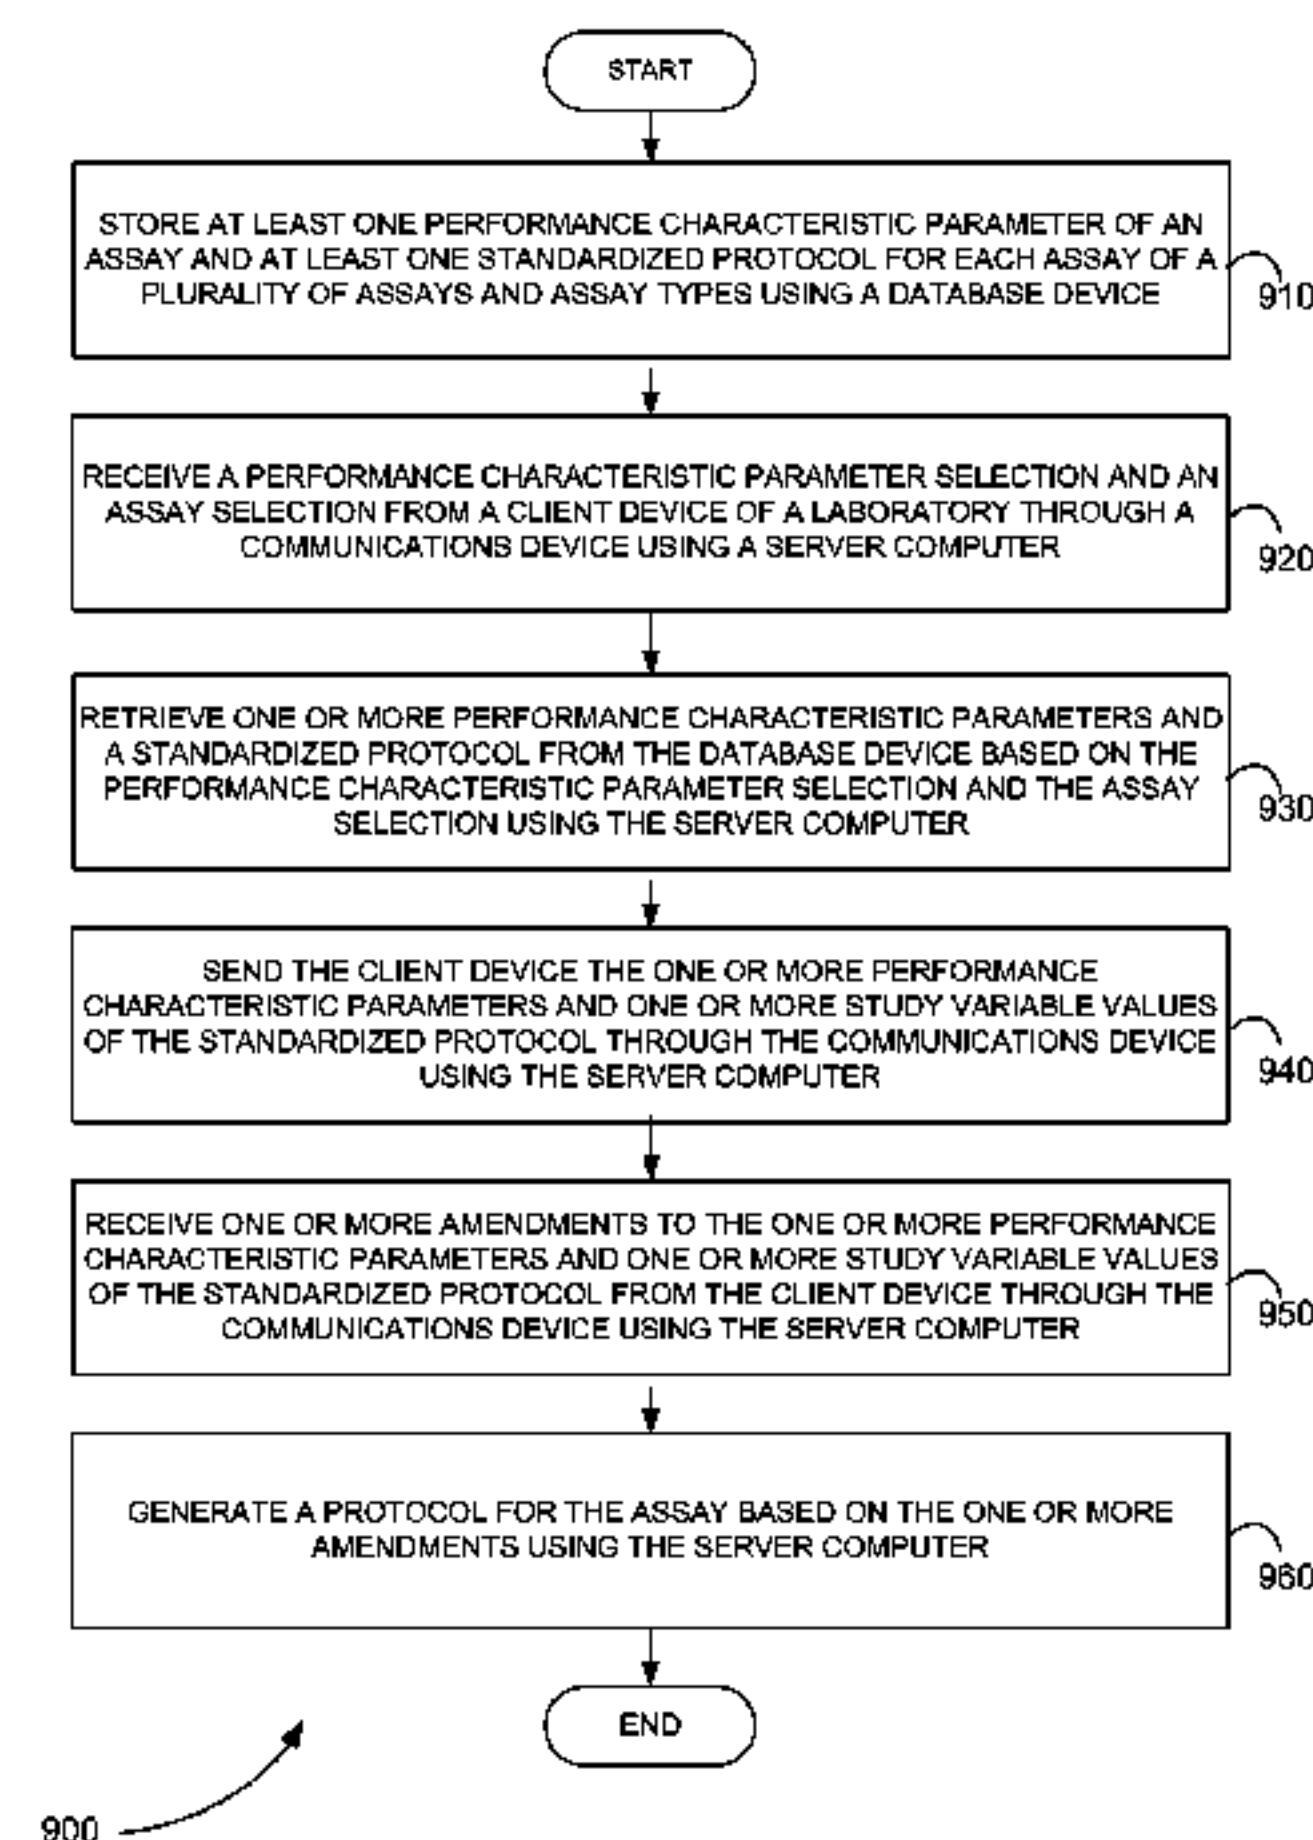 START
STORE AT LEAST ONE PERFORMANCE CHARACTERISTIC PARAMETER OF AN
ASSAY AND AT LEAST ONE STANDARDIZED PROTOCOL FOR EACH ASSAY OF A
PLURALITY OF ASSAYS AND ASSAY TYPES USING A DATABASE DEVICE
910
RECEIVE A PERFORMANCE CHARACTERISTIC PARAMETER SELECTION AND AN
ASSAY SELECTION FROM A CLIENT DEVICE OF A LABORATORY THROUGH A
COMMUNICATIONS DEVICE USING A SERVER COMPUTER
920
RETRIEVE ONE OR MORE PERFORMANCE CHARACTERISTIC PARAMETERS AND
A STANDARDIZED PROTOCOL FROM THE DATABASE DEVICE BASED ON THE
PERFORMANCE CHARACTERISTIC PARAMETER SELECTION AND THE ASSAY
SELECTION USING THE SERVER COMPUTER
930
SEND THE CLIENT DEVICE THE ONE OR MORE PERFORMANCE
CHARACTERISTIC PARAMETERS AND ONE OR MORE STUDY VARIABLE VALUES
OF THE STANDARDIZED PROTOCOL THROUGH THE COMMUNICATIONS DEVICE
USING THE SERVER COMPUTER
940
RECEIVE ONE OR MORE AMENDMENTS TO THE ONE OR MORE PERFORMANCE
CHARACTERISTIC PARAMETERS AND ONE OR MORE STUDY VARIABLE VALUES
OF THE STANDARDIZED PROTOCOL FROM THE CLIENT DEVICE THROUGH THE
COMMUNICATIONS DEVICE USING THE SERVER COMPUTER
950
GENERATE A PROTOCOL FOR THE ASSAY BASED ON THE ONE OR MORE
AMENDMENTS USING THE SERVER COMPUTER
960
END
900